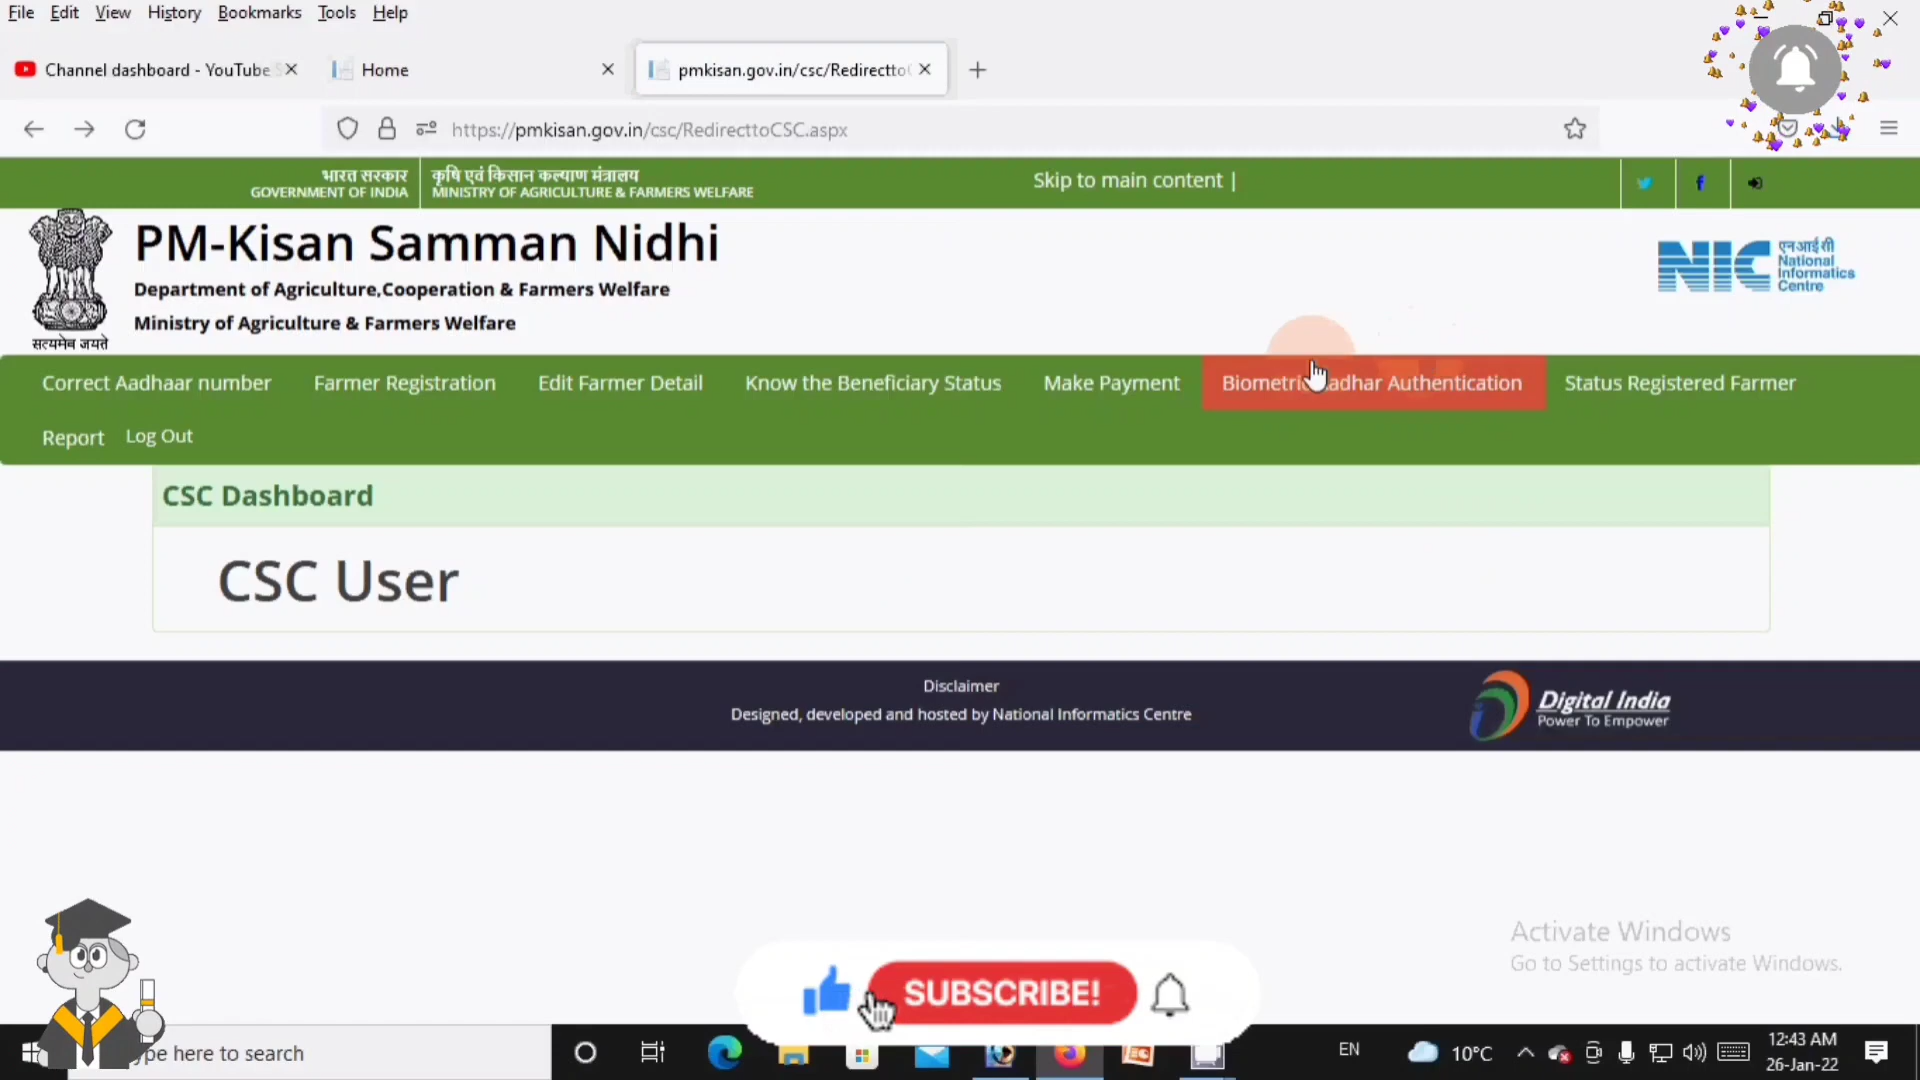 File Edit View History Bookmarks Tools Help
Channel dashboard - YouTube S
Home
pmkisan.gov.in/csc/Redirectto
https://pmkisan.gov.in/csc/RedirecttoCSC.aspx
भारत सरकार
GOVERNMENT OF INDIA
कृषि एवं किसान कल्याण मंत्रालय
MINISTRY OF AGRICULTURE & FARMERS WELFARE
Skip to main content |
सत्यमेव जयते
PM-Kisan Samman Nidhi
Department of Agriculture,Cooperation & Farmers Welfare
Ministry of Agriculture & Farmers Welfare
NIC
एनआईसी
National
Informatics
Centre
Correct Aadhaar number Farmer Registration Edit Farmer Detail Know the Beneficiary Status Make Payment Biometric Aadhar Authentication Status Registered Farmer
Report Log Out
CSC Dashboard
CSC User
Disclaimer
Designed, developed and hosted by National Informatics Centre
Digital India
Power To Empower
Activate Windows
Go to Settings to activate Windows.
SUBSCRIBE!
ype here to search
EN
10°C
12:43 AM
26-Jan-22